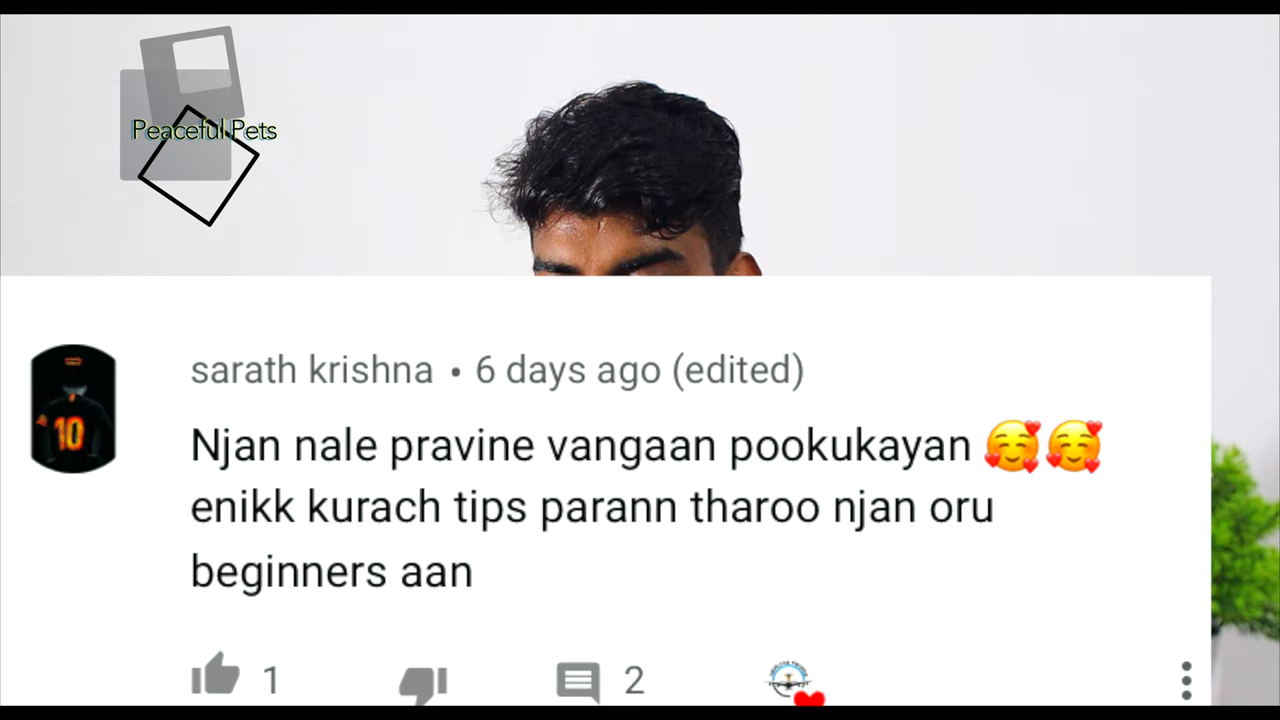 Peaceful Pets
sarath krishna • 6 days ago (edited)
Njan nale pravine vangaan pookukayan 🥰🥰
enikk kurach tips parann tharoo njan oru
beginners aan
1 2
10